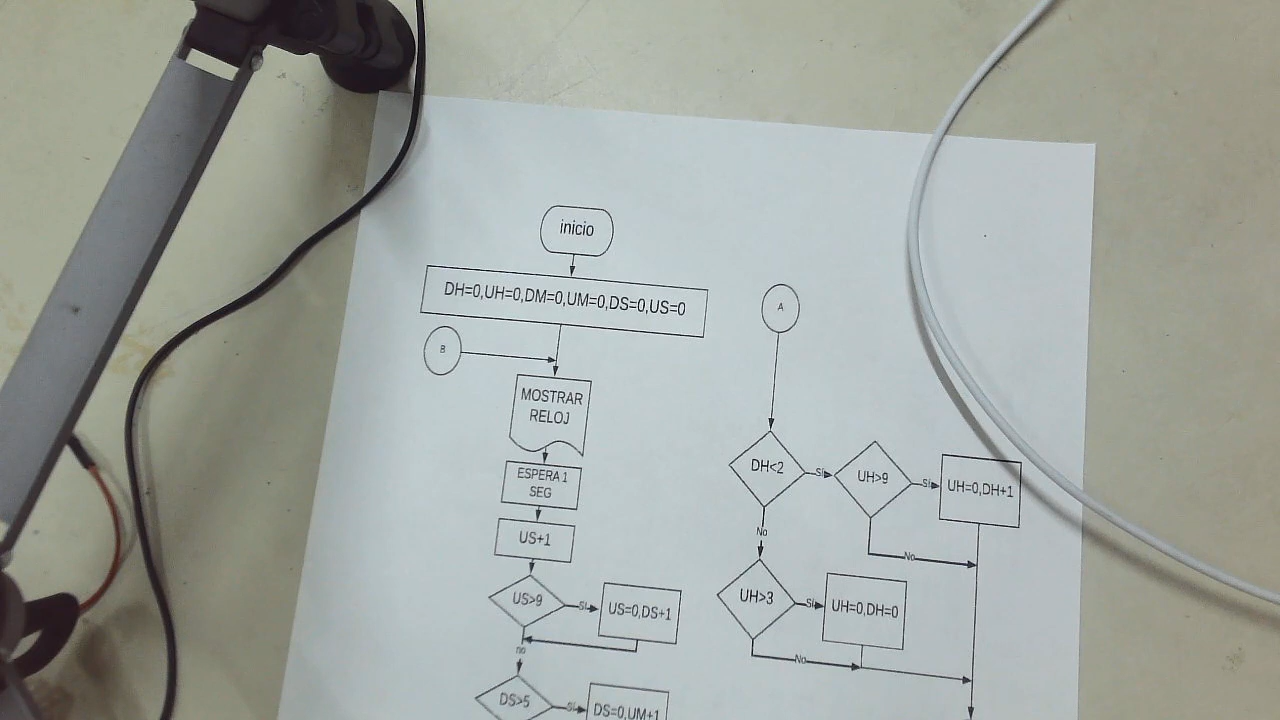 inicio
DH=0,UH=0,DM=0,UM=0,DS=0,US=0
B
MOSTRAR
RELOJ
ESPERA 1
SEG
US+1
US>9
Si
US=0,DS+1
no
DS>5
Si
DS=0,UM+1
A
DH<2
Si
UH>9
Si
UH=0,DH+1
No
No
UH>3
Si
UH=0,DH=0
No